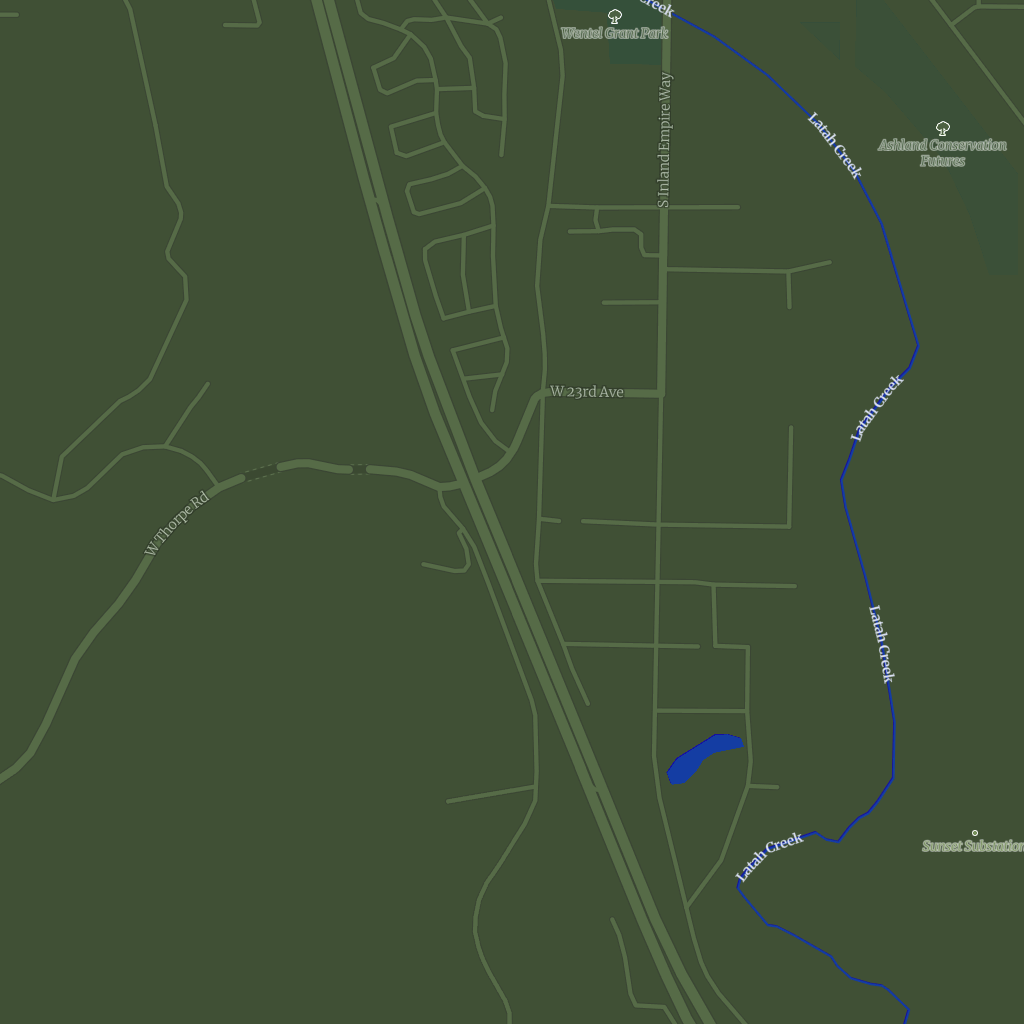 Creek
Wentel Grant Park
S Inland Empire Way
Latah Creek
Ashland Conservation
Futures
Latah Creek
W 23rd Ave
W Thorpe Rd
Latah Creek
Latah Creek
Sunset Substation